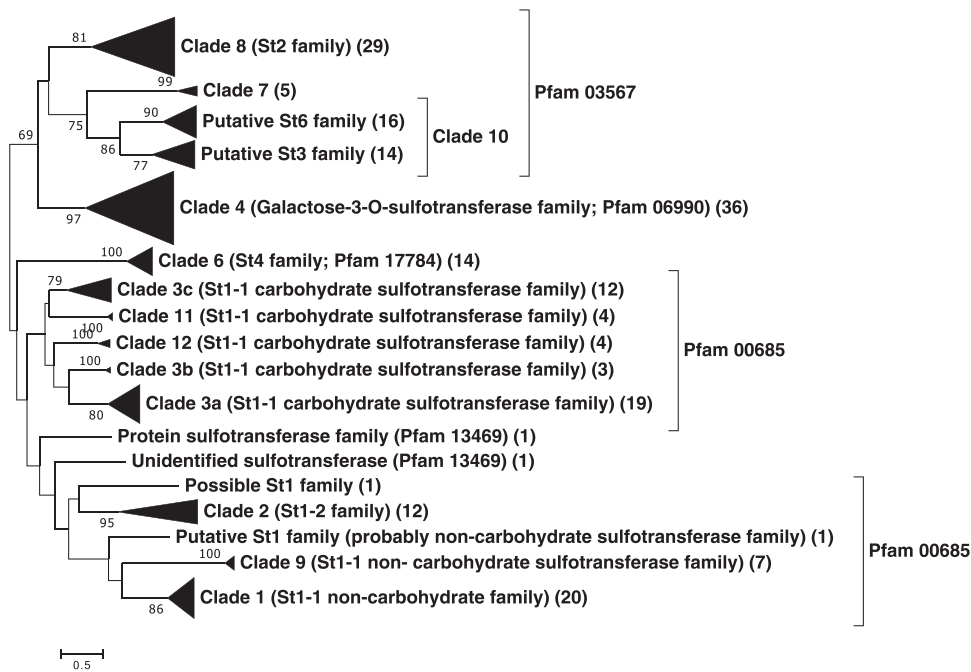 81
Clade 8 (St2 family) (29)
99
Clade 7 (5)
Pfam 03567
90
Putative St6 family (16)
75
69
Clade 10
86
Putative St3 family (14)
77
Clade 4 (Galactose-3-O-sulfotransferase family; Pfam 06990) (36)
97
100
Clade 6 (St4 family; Pfam 17784) (14)
79
Clade 3c (St1-1 carbohydrate sulfotransferase family) (12)
Clade 11 (St1-1 carbohydrate sulfotransferase family) (4)
100
100
Clade 12 (St1-1 carbohydrate sulfotransferase family) (4)
Pfam 00685
100
Clade 3b (St1-1 carbohydrate sulfotransferase family) (3)
Clade 3a (St1-1 carbohydrate sulfotransferase family) (19)
80
Protein sulfotransferase family (Pfam 13469) (1)
Unidentified sulfotransferase (Pfam 13469) (1)
Possible St1 family (1)
Clade 2 (St1-2 family) (12)
95
Putative St1 family (probably non-carbohydrate sulfotransferase family) (1)
Pfam 00685
100
Clade 9 (St1-1 non- carbohydrate sulfotransferase family) (7)
Clade 1 (St1-1 non-carbohydrate family) (20)
86
0.5